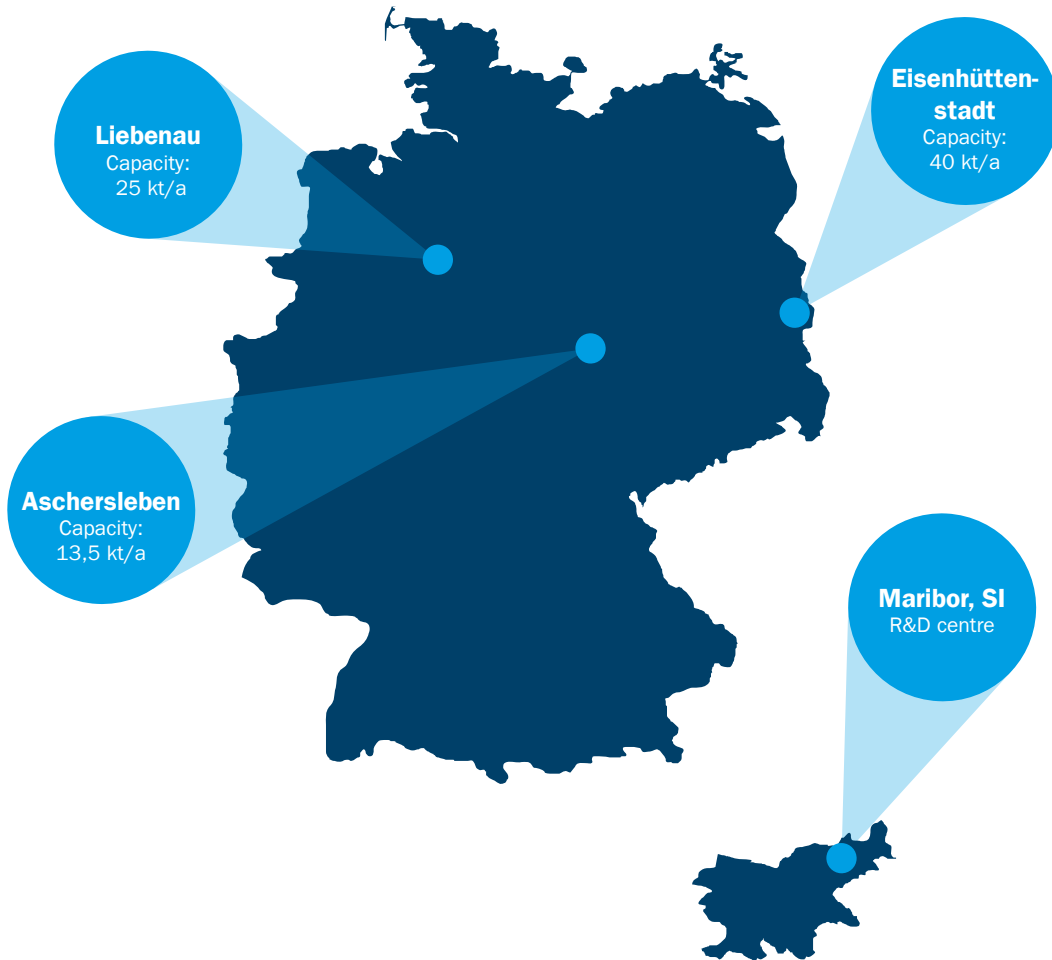 Liebenau
Capacity:
25 kt/a
Eisenhütten-
stadt
Capacity:
40 kt/a
Aschersleben
Capacity:
13,5 kt/a
Maribor, SI
R&D centre